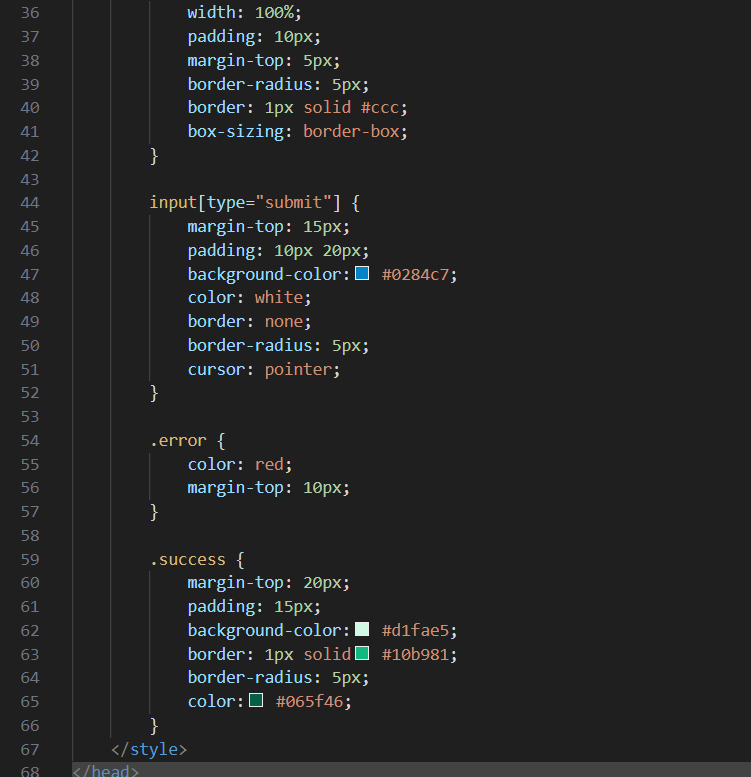 36 width: 100%;
37 padding: 10px;
38 margin-top: 5px;
39 border-radius: 5px;
40 border: 1px solid #ccc;
41 box-sizing: border-box;
42 }
43
44 input[type="submit"] {
45 margin-top: 15px;
46 padding: 10px 20px;
47 background-color: #0284c7;
48 color: white;
49 border: none;
50 border-radius: 5px;
51 cursor: pointer;
52 }
53
54 .error {
55 color: red;
56 margin-top: 10px;
57 }
58
59 .success {
60 margin-top: 20px;
61 padding: 15px;
62 background-color: #d1fae5;
63 border: 1px solid #10b981;
64 border-radius: 5px;
65 color: #065f46;
66 }
67 </style>
68 </head>